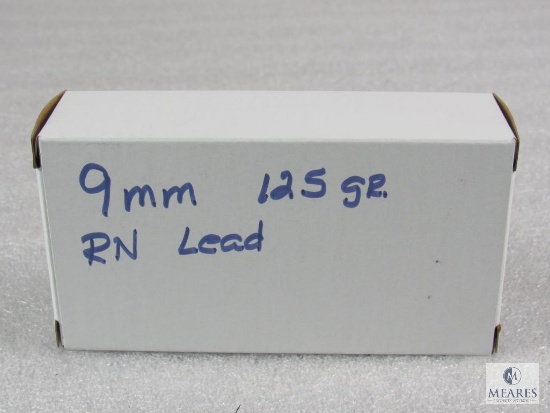 9mm 125 gr.
RN Lead
M
MEARES